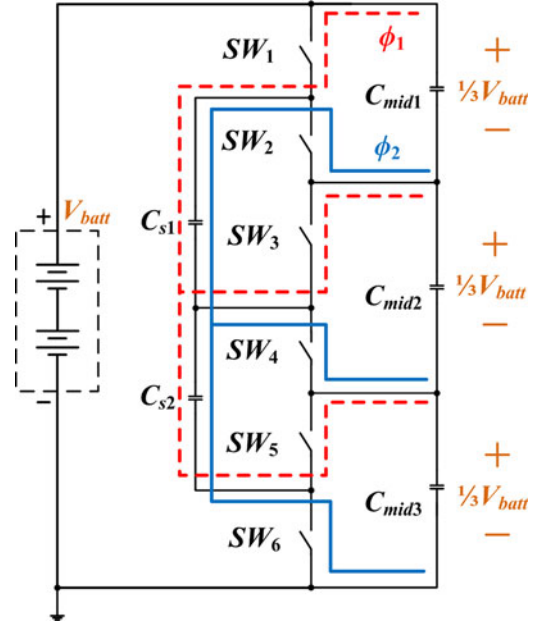 SW1
ϕ1
+
Cmid1
⅓Vbatt
−
SW2
ϕ2
+ Vbatt
Cs1
SW3
+
Cmid2
⅓Vbatt
−
SW4
−
Cs2
SW5
+
Cmid3
⅓Vbatt
−
SW6